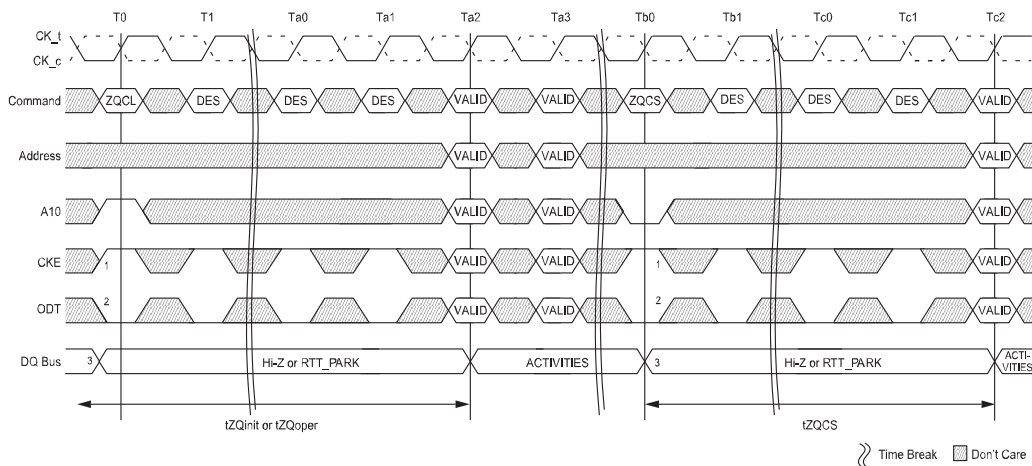 T0 T1 Ta0 Ta1 Ta2 Ta3 Tb0 Tb1 Tc0 Tc1 Tc2
CK_t
CK_c
Command ZQCL DES DES DES VALID VALID ZQCS DES DES DES VALID
Address VALID VALID VALID
A10 VALID VALID VALID
CKE 1 VALID VALID 1 VALID
ODT 2 VALID VALID 2 VALID
DQ Bus 3 Hi-Z or RTT_PARK ACTIVITIES 3 Hi-Z or RTT_PARK ACTI-
VITIES
tZQinit or tZQoper tZQCS
Time Break Don't Care